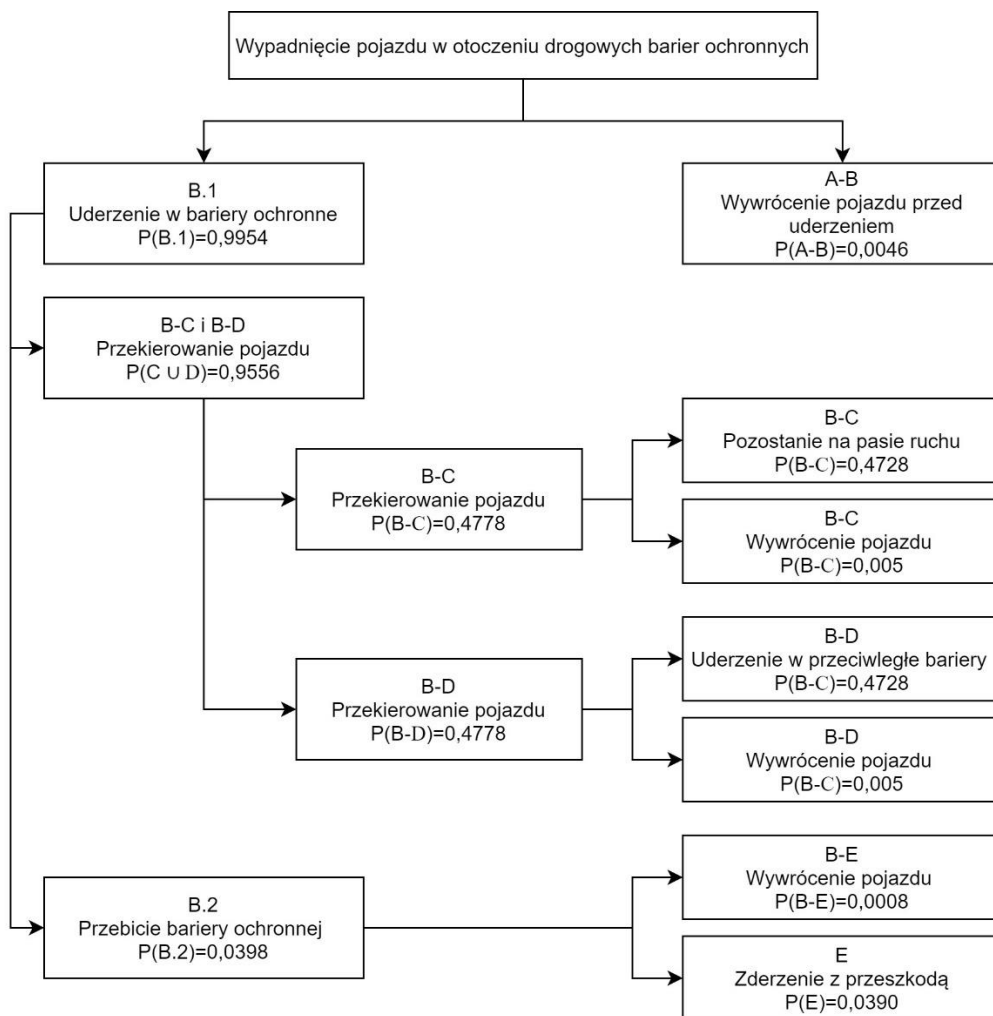 Wypadnięcie pojazdu w otoczeniu drogowych barier ochronnych
B.1
Uderzenie w bariery ochronne
P(B.1)=0,9954
A-B
Wywrócenie pojazdu przed
uderzeniem
P(A-B)=0,0046
B-C i B-D
Przekierowanie pojazdu
P(C ∪ D)=0,9556
B-C
Przekierowanie pojazdu
P(B-C)=0,4778
B-C
Pozostanie na pasie ruchu
P(B-C)=0,4728
B-C
Wywrócenie pojazdu
P(B-C)=0,005
B-D
Przekierowanie pojazdu
P(B-D)=0,4778
B-D
Uderzenie w przeciwległe bariery
P(B-C)=0,4728
B-D
Wywrócenie pojazdu
P(B-C)=0,005
B.2
Przebicie bariery ochronnej
P(B.2)=0,0398
B-E
Wywrócenie pojazdu
P(B-E)=0,0008
E
Zderzenie z przeszkodą
P(E)=0,0390